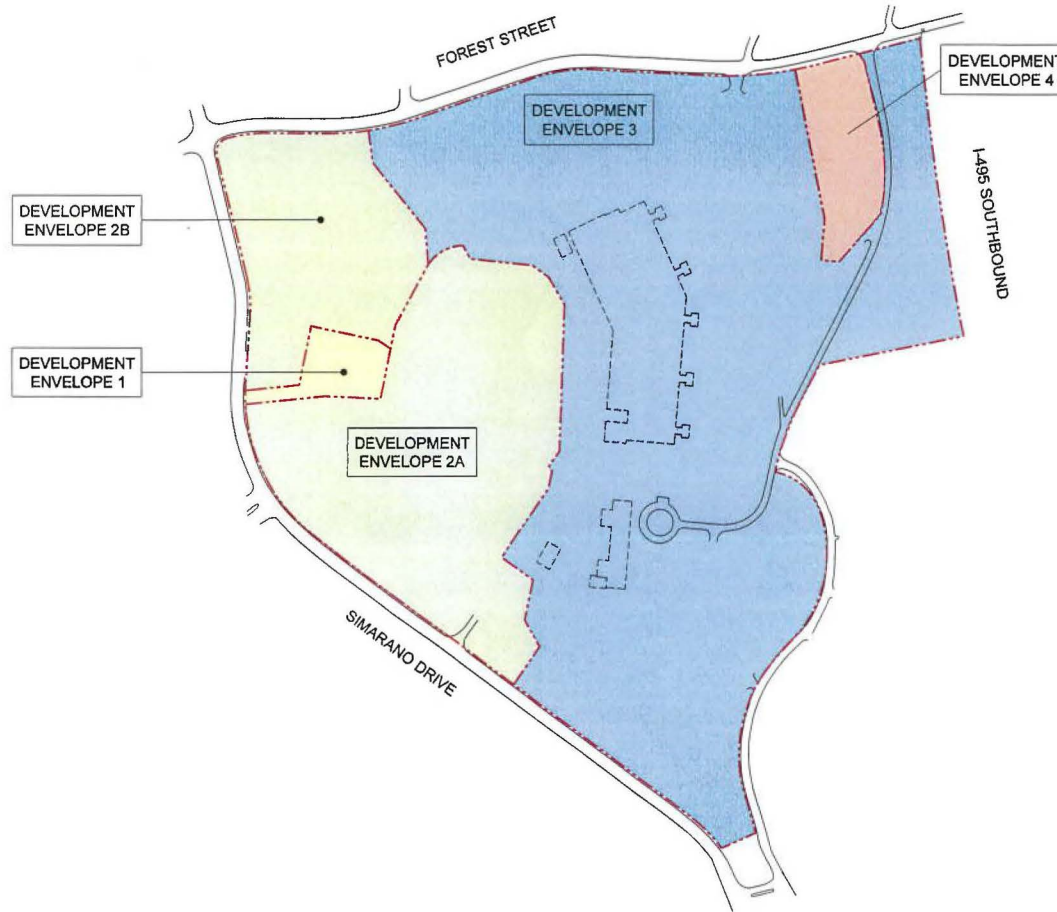 FOREST STREET
DEVELOPMENT
ENVELOPE 4
DEVELOPMENT
ENVELOPE 3
I-495 SOUTHBOUND
DEVELOPMENT
ENVELOPE 2B
DEVELOPMENT
ENVELOPE 1
DEVELOPMENT
ENVELOPE 2A
SIMARANO DRIVE